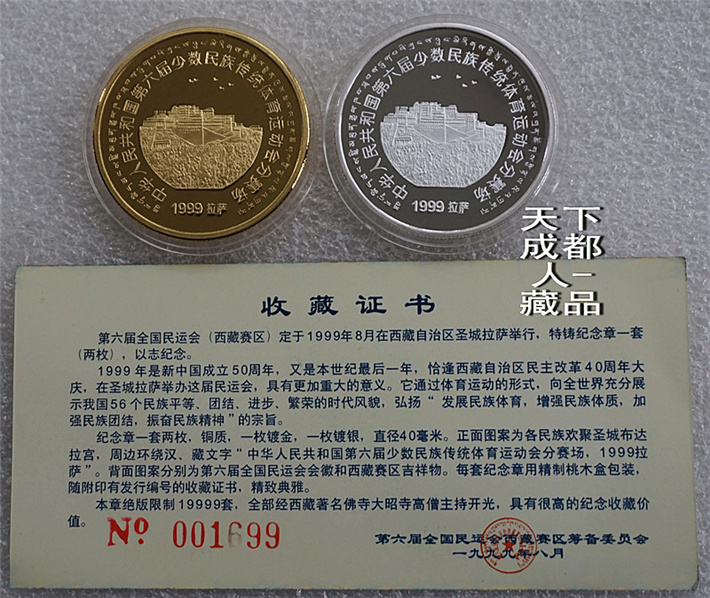 中华人民共和国第六届少数民族传统体育运动会分赛场
1999 拉萨
中华人民共和国第六届少数民族传统体育运动会分赛场
1999 拉萨
天下
成都
人－
藏品
收藏证书
第六届全国民运会（西藏赛区）定于1999年8月在西藏自治区圣城拉萨举行，特铸纪念章一套
（两枚），以志纪念。
1999年是新中国成立50周年，又是本世纪最后一年，恰逢西藏自治区民主改革40周年大
庆，在圣城拉萨举办这届民运会，具有更加重大的意义。它通过体育运动的形式，向全世界充分展
示我国56个民族平等、团结、进步、繁荣的时代风貌，弘扬“发展民族体育，增强民族体质，加
强民族团结，振奋民族精神”的宗旨。
纪念章一套两枚，铜质，一枚镀金，一枚镀银，直径40毫米。正面图案为各民族欢聚圣城布达
拉宫，周边环绕汉、藏文字“中华人民共和国第六届少数民族传统体育运动会分赛场，1999拉
萨”。背面图案分别为第六届全国民运会会徽和西藏赛区吉祥物。每套纪念章用精制桃木盒包装，
随附印有发行编号的收藏证书，精致典雅。
本章绝版限制19999套，全部经西藏著名佛寺大昭寺高僧主持开光，具有很高的纪念收藏价
值。
Nº 001699
第六届全国民运会西藏赛区筹备委员会
一九九九年八月